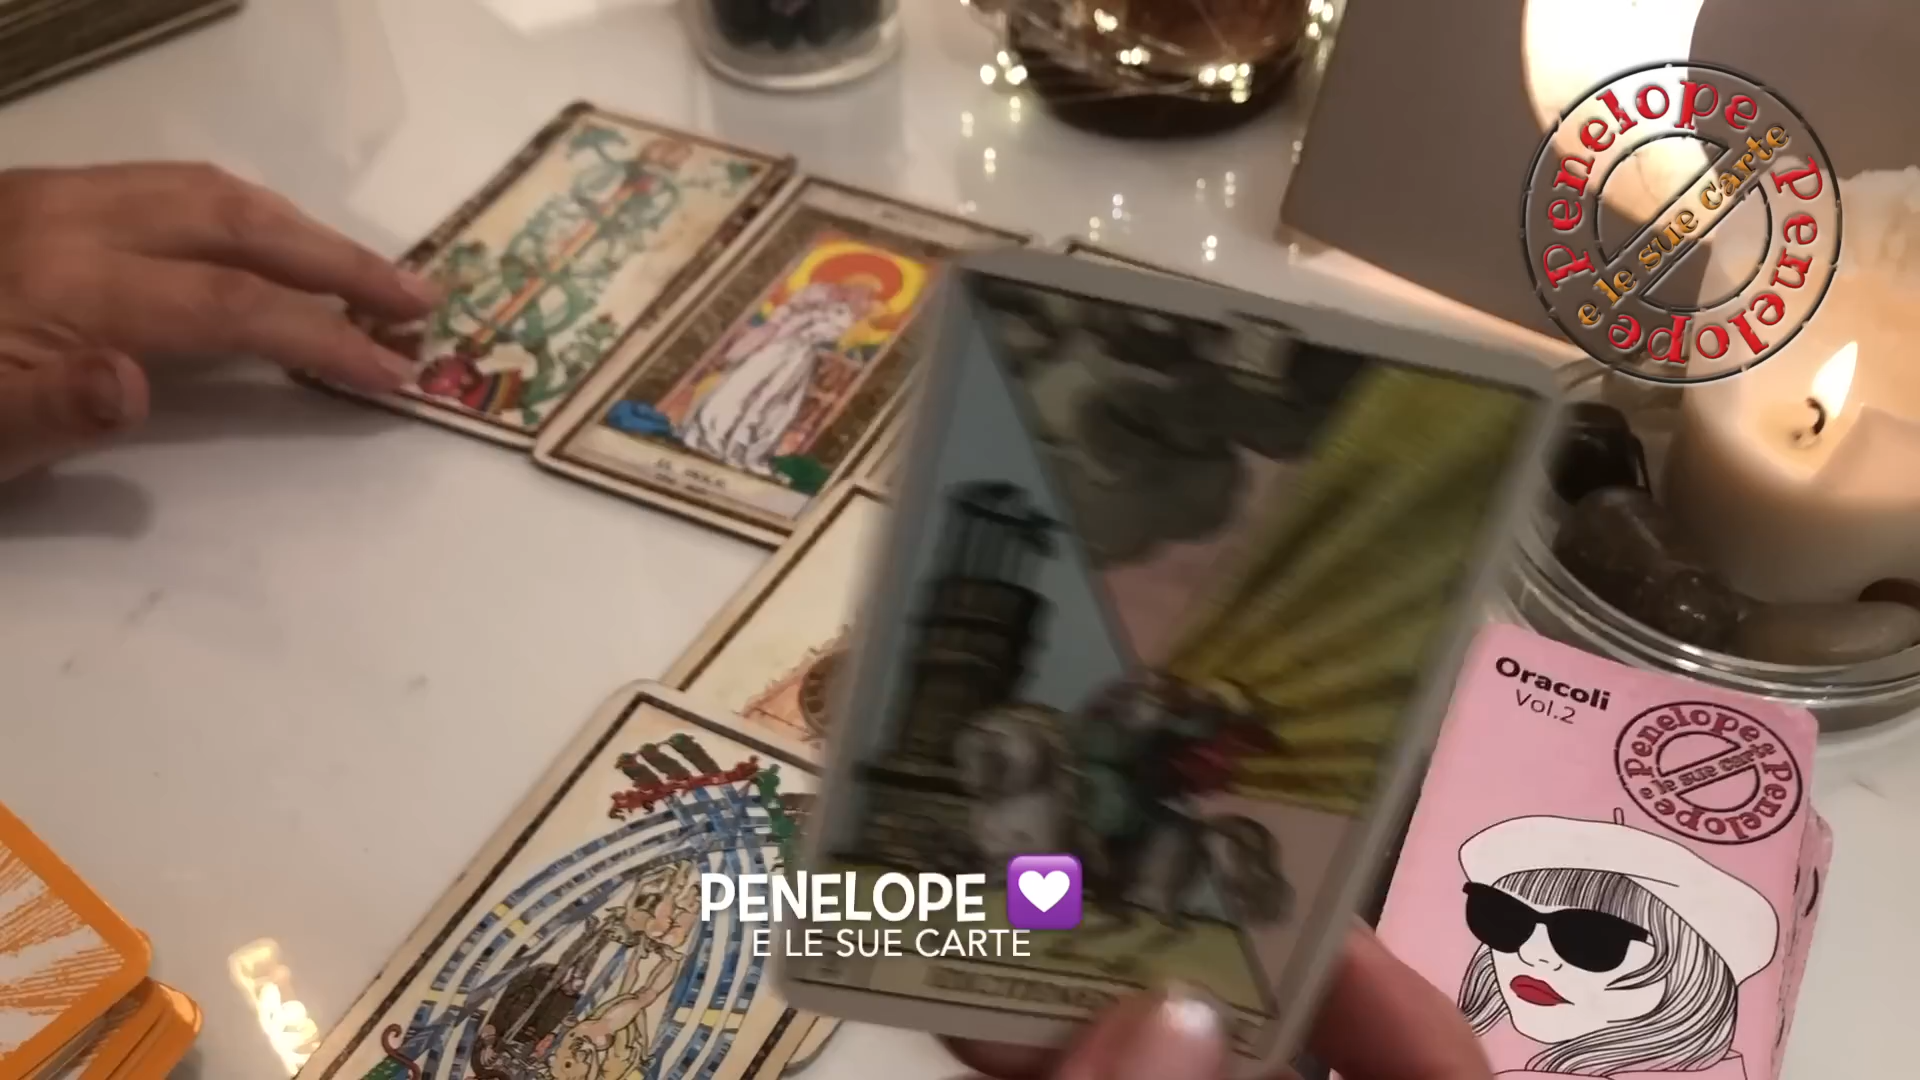 Penelope
e le sue carte
Penelope
Oracoli
Vol.2
Penelope
e le sue carte
Penelope
PENELOPE 💜
E LE SUE CARTE